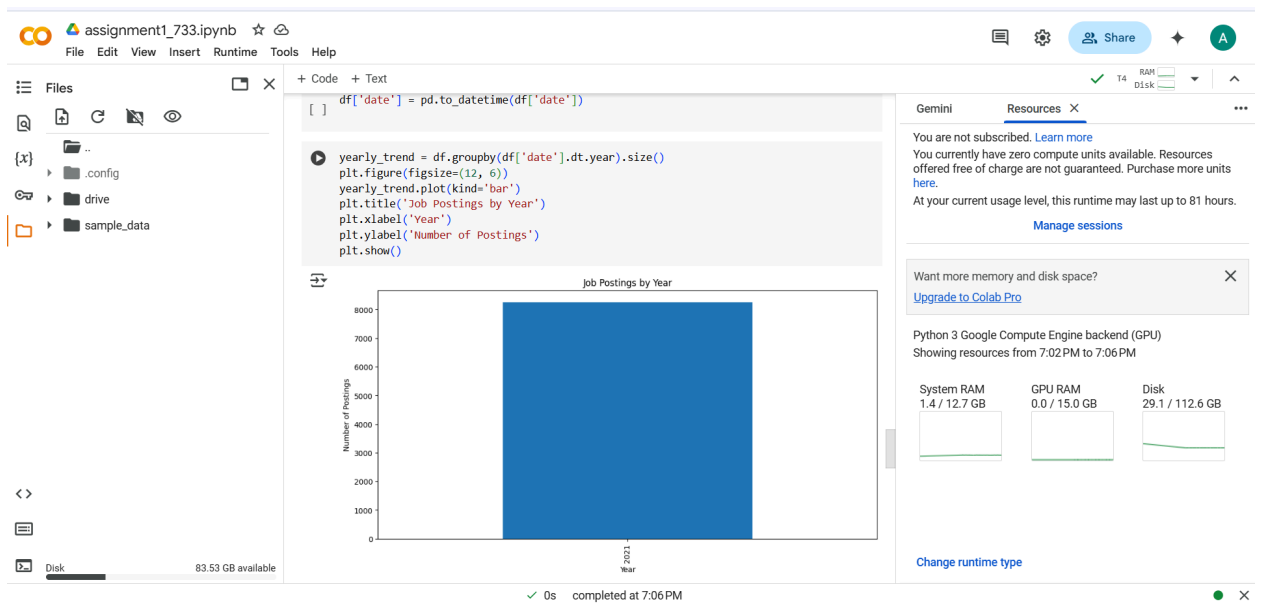 assignment1_733.ipynb
File Edit View Insert Runtime Tools Help
Share
A
Files
+ Code + Text
T4 RAM
Disk
..
.config
drive
sample_data
{x}
df['date'] = pd.to_datetime(df['date'])
[ ]
yearly_trend = df.groupby(df['date'].dt.year).size()
plt.figure(figsize=(12, 6))
yearly_trend.plot(kind='bar')
plt.title('Job Postings by Year')
plt.xlabel('Year')
plt.ylabel('Number of Postings')
plt.show()
Job Postings by Year
8000
7000
6000
5000
4000
3000
2000
1000
0
Number of Postings
2021
Year
Gemini Resources
You are not subscribed. Learn more
You currently have zero compute units available. Resources
offered free of charge are not guaranteed. Purchase more units
here.
At your current usage level, this runtime may last up to 81 hours.
Manage sessions
Want more memory and disk space?
Upgrade to Colab Pro
Python 3 Google Compute Engine backend (GPU)
Showing resources from 7:02 PM to 7:06 PM
System RAM
1.4 / 12.7 GB
GPU RAM
0.0 / 15.0 GB
Disk
29.1 / 112.6 GB
Change runtime type
Disk 83.53 GB available
0s completed at 7:06 PM